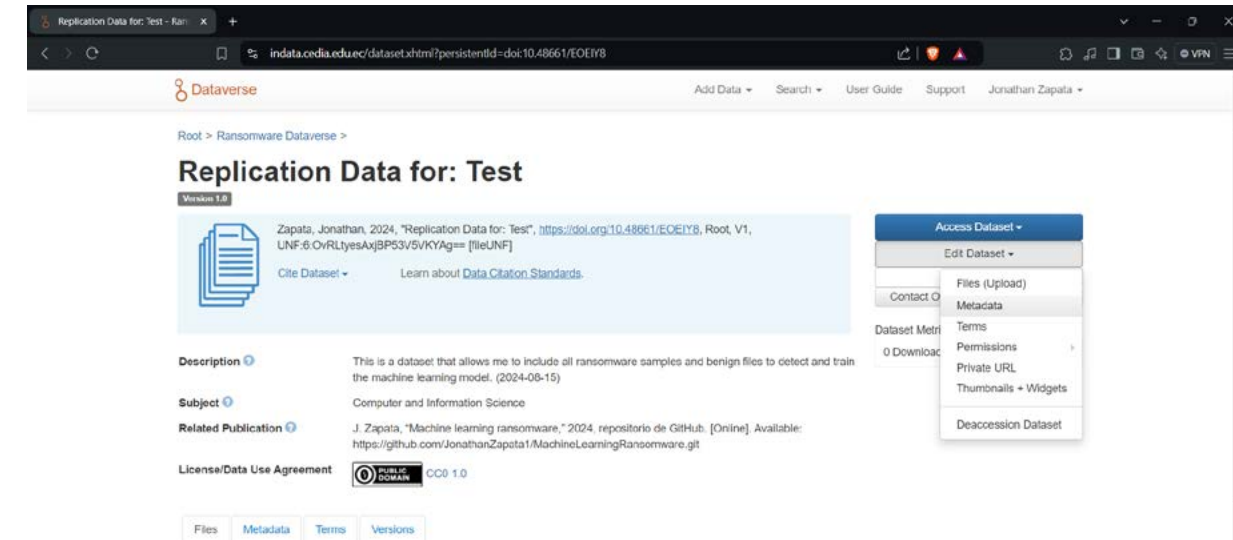 Replication Data for: Test - Ran
indata.cedia.edu.ec/dataset.xhtml?persistentId=doi:10.48661/EOEIY8
VPN
Dataverse
Add Data
Search
User Guide
Support
Jonathan Zapata
Root > Ransomware Dataverse >
Replication Data for: Test
Version 1.0
Zapata, Jonathan, 2024, "Replication Data for: Test", https://doi.org/10.48661/EOEIY8, Root, V1,
UNF:6:OvRLtyesAxjBP53V5VKYAg== [fileUNF]
Cite Dataset
Learn about Data Citation Standards.
Access Dataset
Edit Dataset
Files (Upload)
Metadata
Terms
Permissions
Private URL
Thumbnails + Widgets
Deaccession Dataset
Contact O
Dataset Metri
0 Download
Description
This is a dataset that allows me to include all ransomware samples and benign files to detect and train
the machine learning model. (2024-08-15)
Subject
Computer and Information Science
Related Publication
J. Zapata, "Machine learning ransomware," 2024, repositorio de GitHub. [Online]. Available:
https://github.com/JonathanZapata1/MachineLearningRansomware.git
License/Data Use Agreement
PUBLIC
DOMAIN
CC0 1.0
Files
Metadata
Terms
Versions